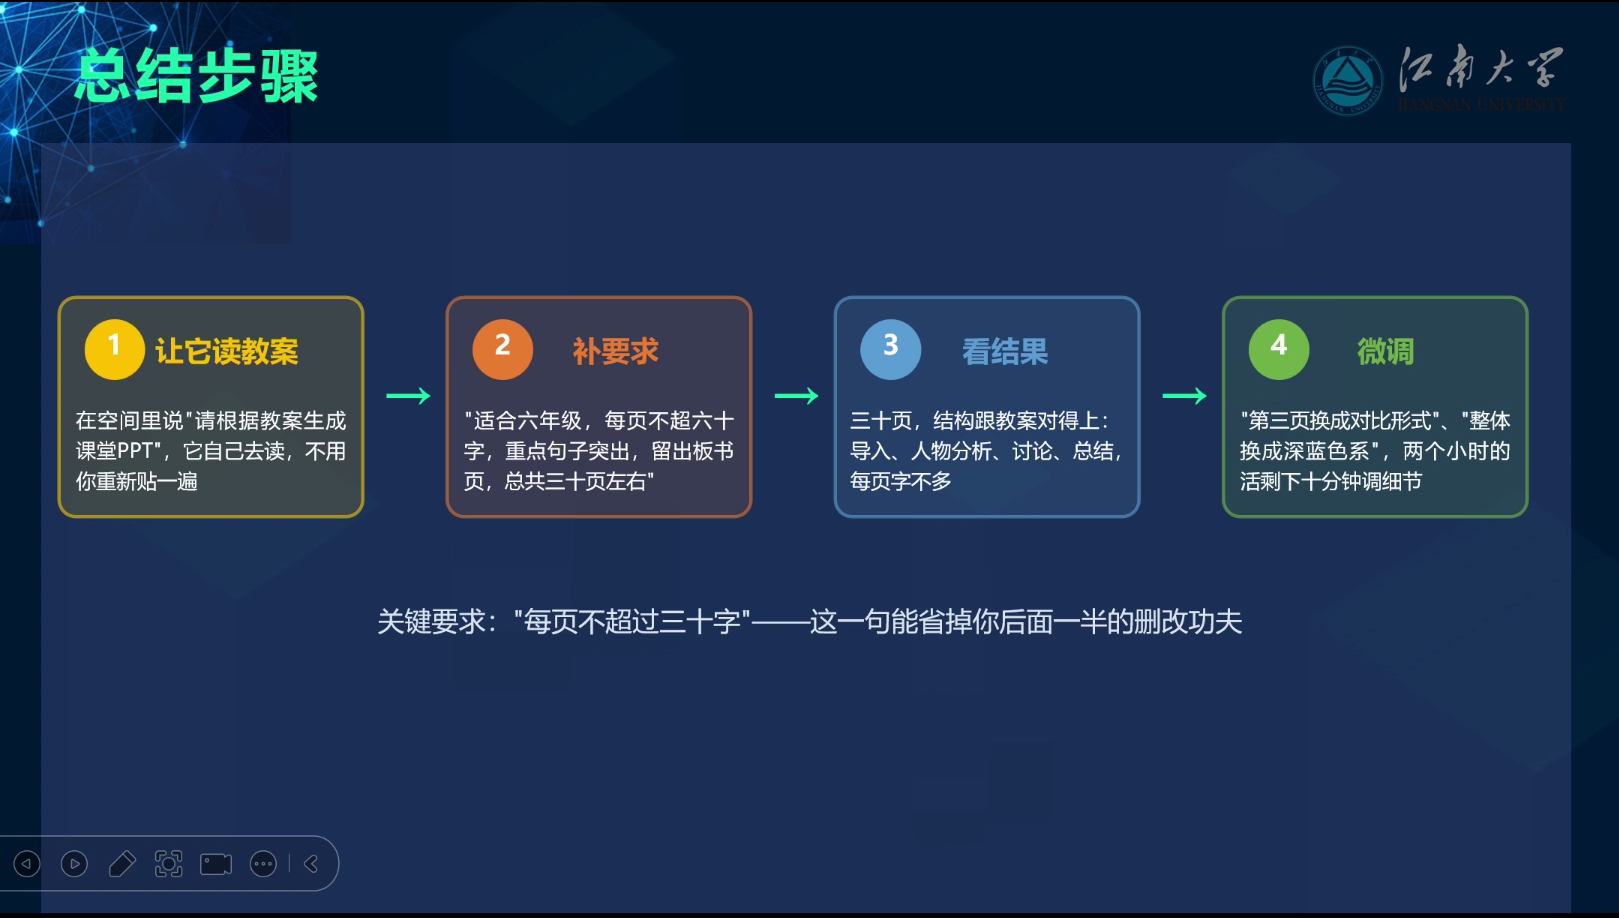 总结步骤
江南大学
JIANGNAN UNIVERSITY
1 让它读教案
在空间里说"请根据教案生成
课堂PPT"，它自己去读，不用
你重新贴一遍
2 补要求
"适合六年级，每页不超六十
字，重点句子突出，留出板书
页，总共三十页左右"
3 看结果
三十页，结构跟教案对得上：
导入、人物分析、讨论、总结，
每页字不多
4 微调
"第三页换成对比形式"、"整体
换成深蓝色系"，两个小时的
活剩下十分钟调细节
关键要求："每页不超过三十字"——这一句能省掉你后面一半的删改功夫